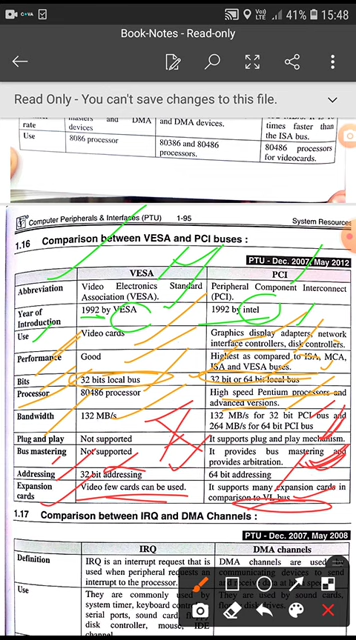 C-VIA
41% 15:48
Book-Notes - Read-only
Read Only - You can't save changes to this file.
masters and DMA and DMA devices.
rate devices times faster than
the ISA bus.
Use 8086 processor 80386 and 80486 80486 processors
processors. for videocards.
Computer Peripherals & Interfaces (PTU) 1-95 System Resources
1.16 Comparison between VESA and PCI buses :
PTU - Dec. 2007, May 2012
VESA PCI
Abbreviation Video Electronics Standard Peripheral Component Interconnect
Association (VESA). (PCI).
Year of 1992 by VESA 1992 by intel
Introduction
Use Video cards Graphics display adapters, network
interface controllers, disk controllers.
Performance Good Highest as compared to ISA, MCA,
ISA and VESA buses.
Bits 32 bits local bus 32 bit or 64 bit local bus
Processor 80486 processor High speed Pentium processors and
advanced versions.
Bandwidth 132 MB/s 132 MB/s for 32 bit PCI bus and
264 MB/s for 64 bit PCI bus
Plug and play Not supported It supports plug and play mechanism.
Bus mastering Not supported It provides bus mastering and
provides arbitration.
Addressing 32 bit addressing 64 bit addressing
Expansion Video few cards can be used. It supports many expansion cards in
cards comparison to VL bus
1.17 Comparison between IRQ and DMA Channels :
PTU - Dec. 2007, May 2008
IRQ DMA channels
Definition IRQ is an interrupt request that is DMA channels are used
used when peripheral requests an communicating devices to send
interrupt to the processor.
Use They are commonly used They are used by sound cards,
system timer, keyboard
serial ports, sound card
disk controller, mouse, IDE
channel